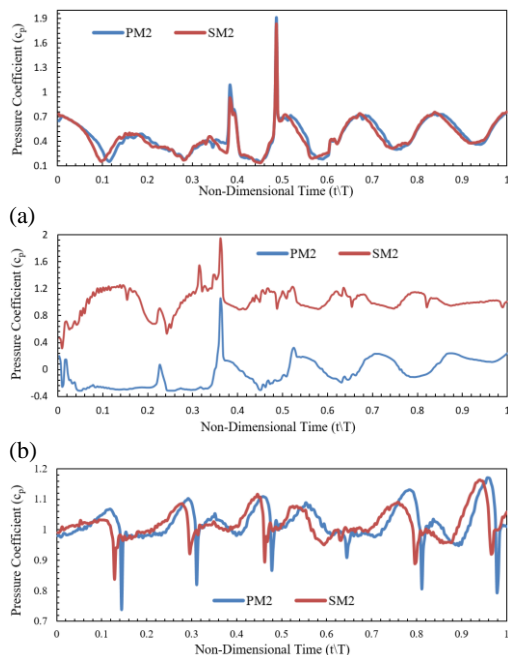 1.9
1.6
1.3
1
0.7
0.4
0.1
Pressure Coefficient (cp)
PM2
SM2
0 0.1 0.2 0.3 0.4 0.5 0.6 0.7 0.8 0.9 1
Non-Dimensional Time (t\T)
(a)
2
1.6
1.2
0.8
0.4
0
-0.4
Pressure Coefficient (cp)
PM2
SM2
0 0.1 0.2 0.3 0.4 0.5 0.6 0.7 0.8 0.9 1
Non-Dimensional Time (t\T)
(b)
1.2
1.1
1
0.9
0.8
0.7
Pressure Coefficient (cp)
PM2
SM2
0 0.1 0.2 0.3 0.4 0.5 0.6 0.7 0.8 0.9 1
Non-Dimensional Time (t\T)